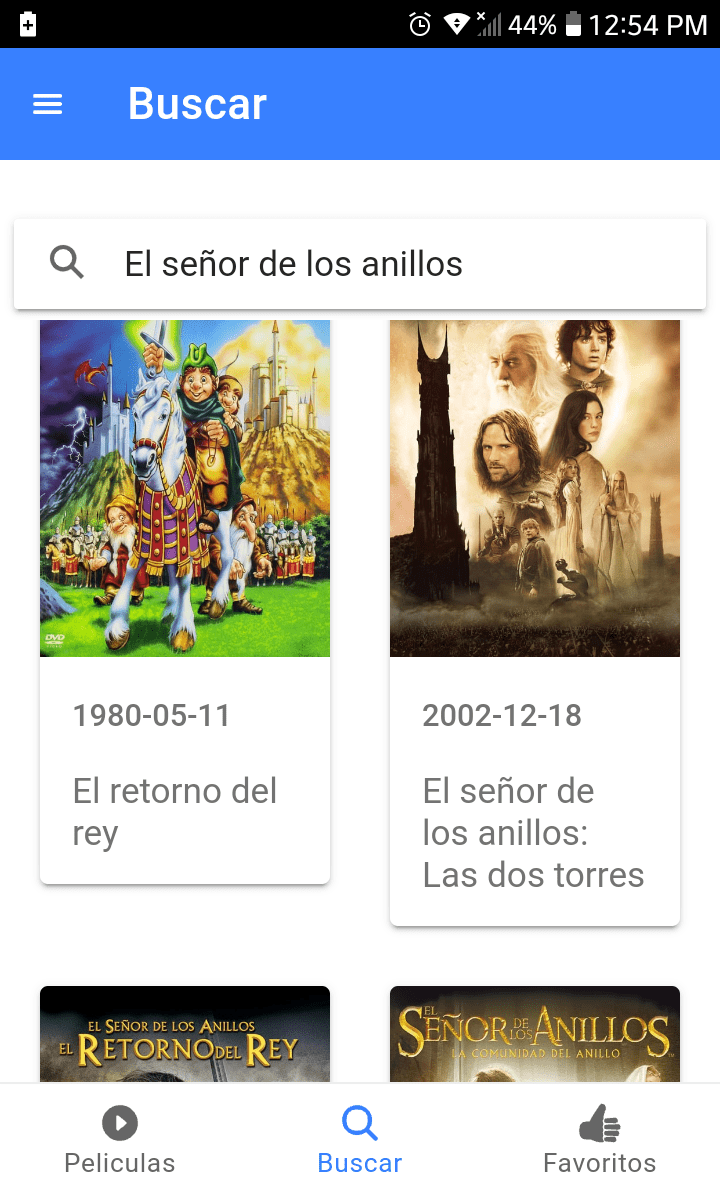 44% 12:54 PM
Buscar
El señor de los anillos
DVD
1980-05-11
El retorno del
rey
2002-12-18
El señor de
los anillos:
Las dos torres
EL SEÑOR DE LOS ANILLOS
EL RETORNO DEL REY
EL
SEÑOR DE LOS ANILLOS
LA COMUNIDAD DEL ANILLO
Peliculas
Buscar
Favoritos